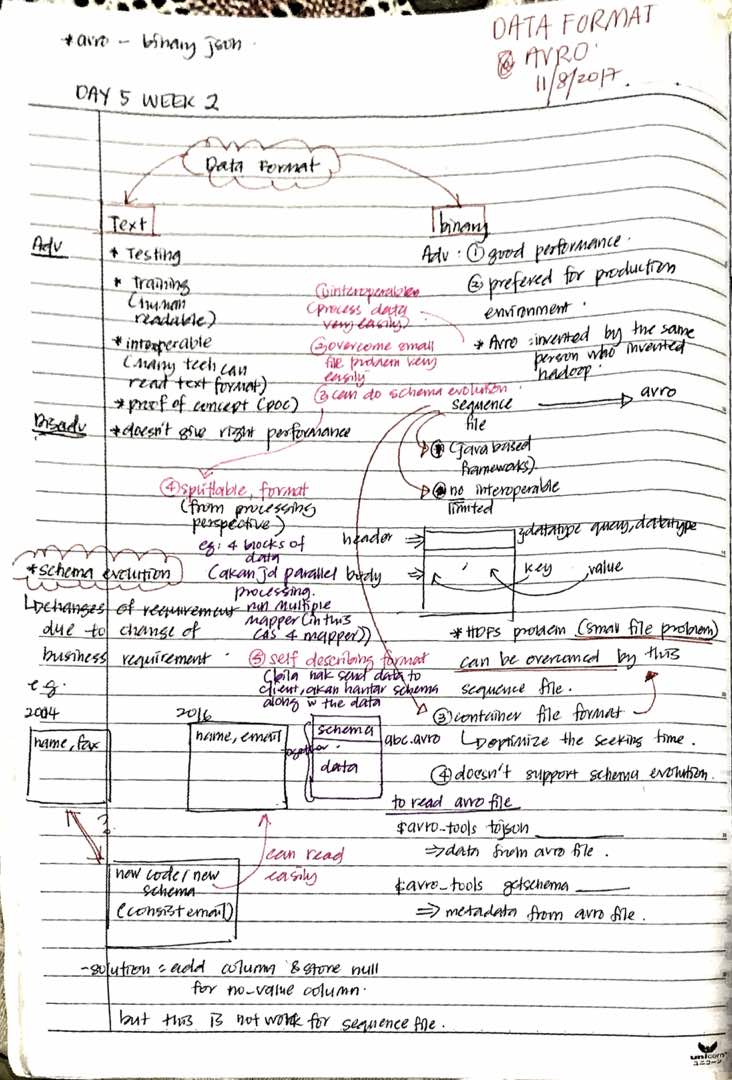 DATA FORMAT
AVRO
11/8/2017
*avro - binary json.
DAY 5 WEEK 2
Data Format
Text
binary
Adv
* Testing
* Training
(human
readable)
* interoperable
(many tech can
read text format)
* proof of concept (poc)
Disadv
* doesn't give right performance
Adv : ① good performance.
② prefered for production
environment.
* Avro : invented by the same
person who invented
hadoop.
① interoperable
(process data
very easily)
② overcome small
file problem very
easily
③ can do schema evolution.
④ splittable, format
(from processing
perspective)
eg: 4 blocks of
data
(akan jd parallel
processing.
run multiple
mapper (in this
case 4 mapper))
⑤ self describing format
(bila nak send data to
client, akan hantar schema
along w the data
sequence
file
avro
① (java based
frameworks).
② no interoperable
limited
header
datatype query, datatype
body
key
value
* HDFS problem (small file problem)
can be overcomed by this
sequence file.
③ container file format
↳ optimize the seeking time.
④ doesn't support schema evolution.
* schema evolution
↳ changes of requirement
due to change of
business requirement.
e.g.
2004
name, fax
2016
name, email
together
schema
data
abc.avro
?
new code/new
schema
(consist email)
can read
easily
to read avro file
$avro-tools tojson
⇒ data from avro file.
$avro-tools getschema
⇒ metadata from avro file.
- solution = add column & store null
for no-value column.
but this is not work for sequence file.
unicorn
ユニコーン